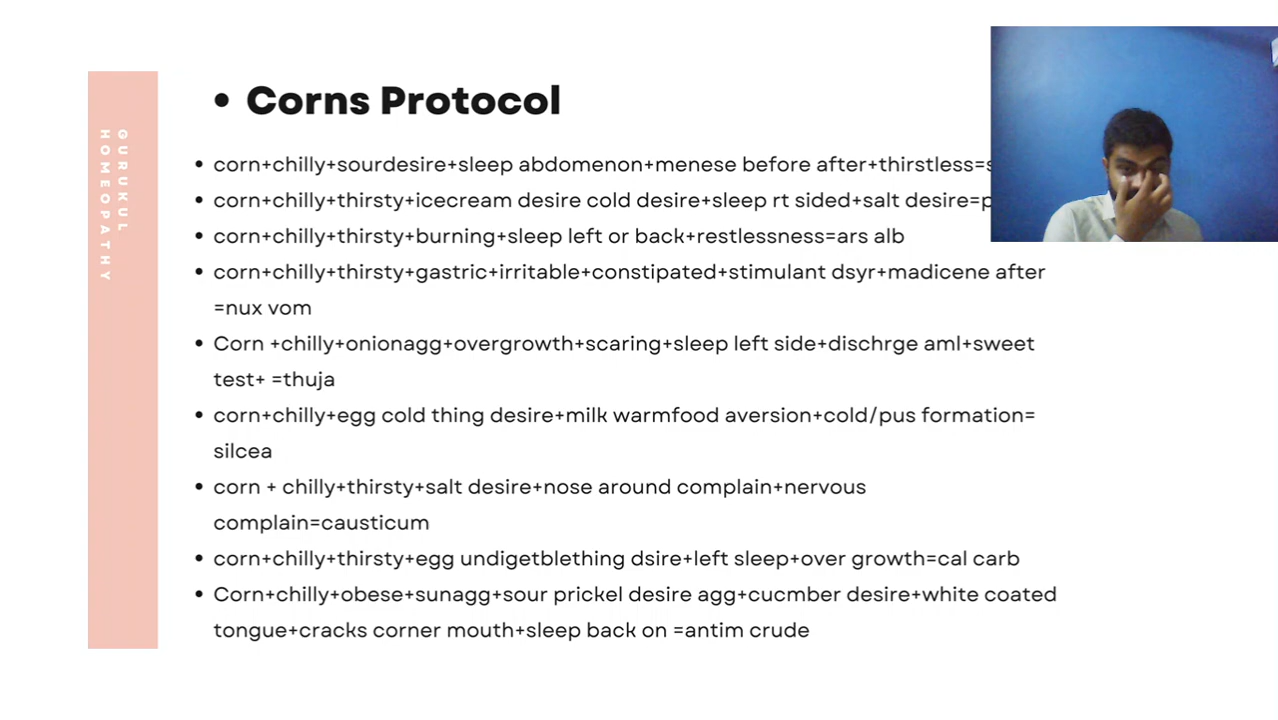 GURUKUL
HOMEOPATHY
• Corns Protocol
• corn+chilly+sourdesire+sleep abdomenon+menese before after+thirstless=s
• corn+chilly+thirsty+icecream desire cold desire+sleep rt sided+salt desire=p
• corn+chilly+thirsty+burning+sleep left or back+restlessness=ars alb
• corn+chilly+thirsty+gastric+irritable+constipated+stimulant dsyr+madicene after
=nux vom
• Corn +chilly+onionagg+overgrowth+scaring+sleep left side+dischrge aml+sweet
test+ =thuja
• corn+chilly+egg cold thing desire+milk warmfood aversion+cold/pus formation=
silcea
• corn + chilly+thirsty+salt desire+nose around complain+nervous
complain=causticum
• corn+chilly+thirsty+egg undigetblething dsire+left sleep+over growth=cal carb
• Corn+chilly+obese+sunagg+sour prickel desire agg+cucmber desire+white coated
tongue+cracks corner mouth+sleep back on =antim crude